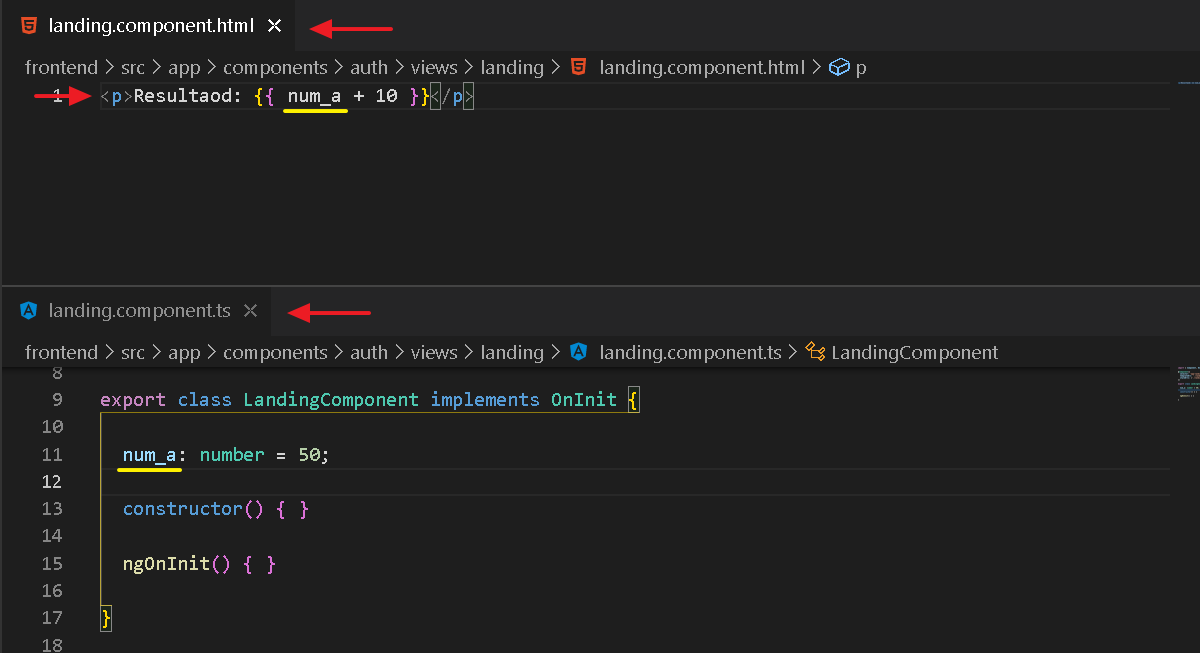 landing.component.html ×
frontend > src > app > components > auth > views > landing > landing.component.html > p
1 <p>Resultaod: {{ num_a + 10 }}</p>
landing.component.ts ×
frontend > src > app > components > auth > views > landing > landing.component.ts > LandingComponent
8
9 export class LandingComponent implements OnInit {
10
11 num_a: number = 50;
12
13 constructor() { }
14
15 ngOnInit() { }
16
17 }
18